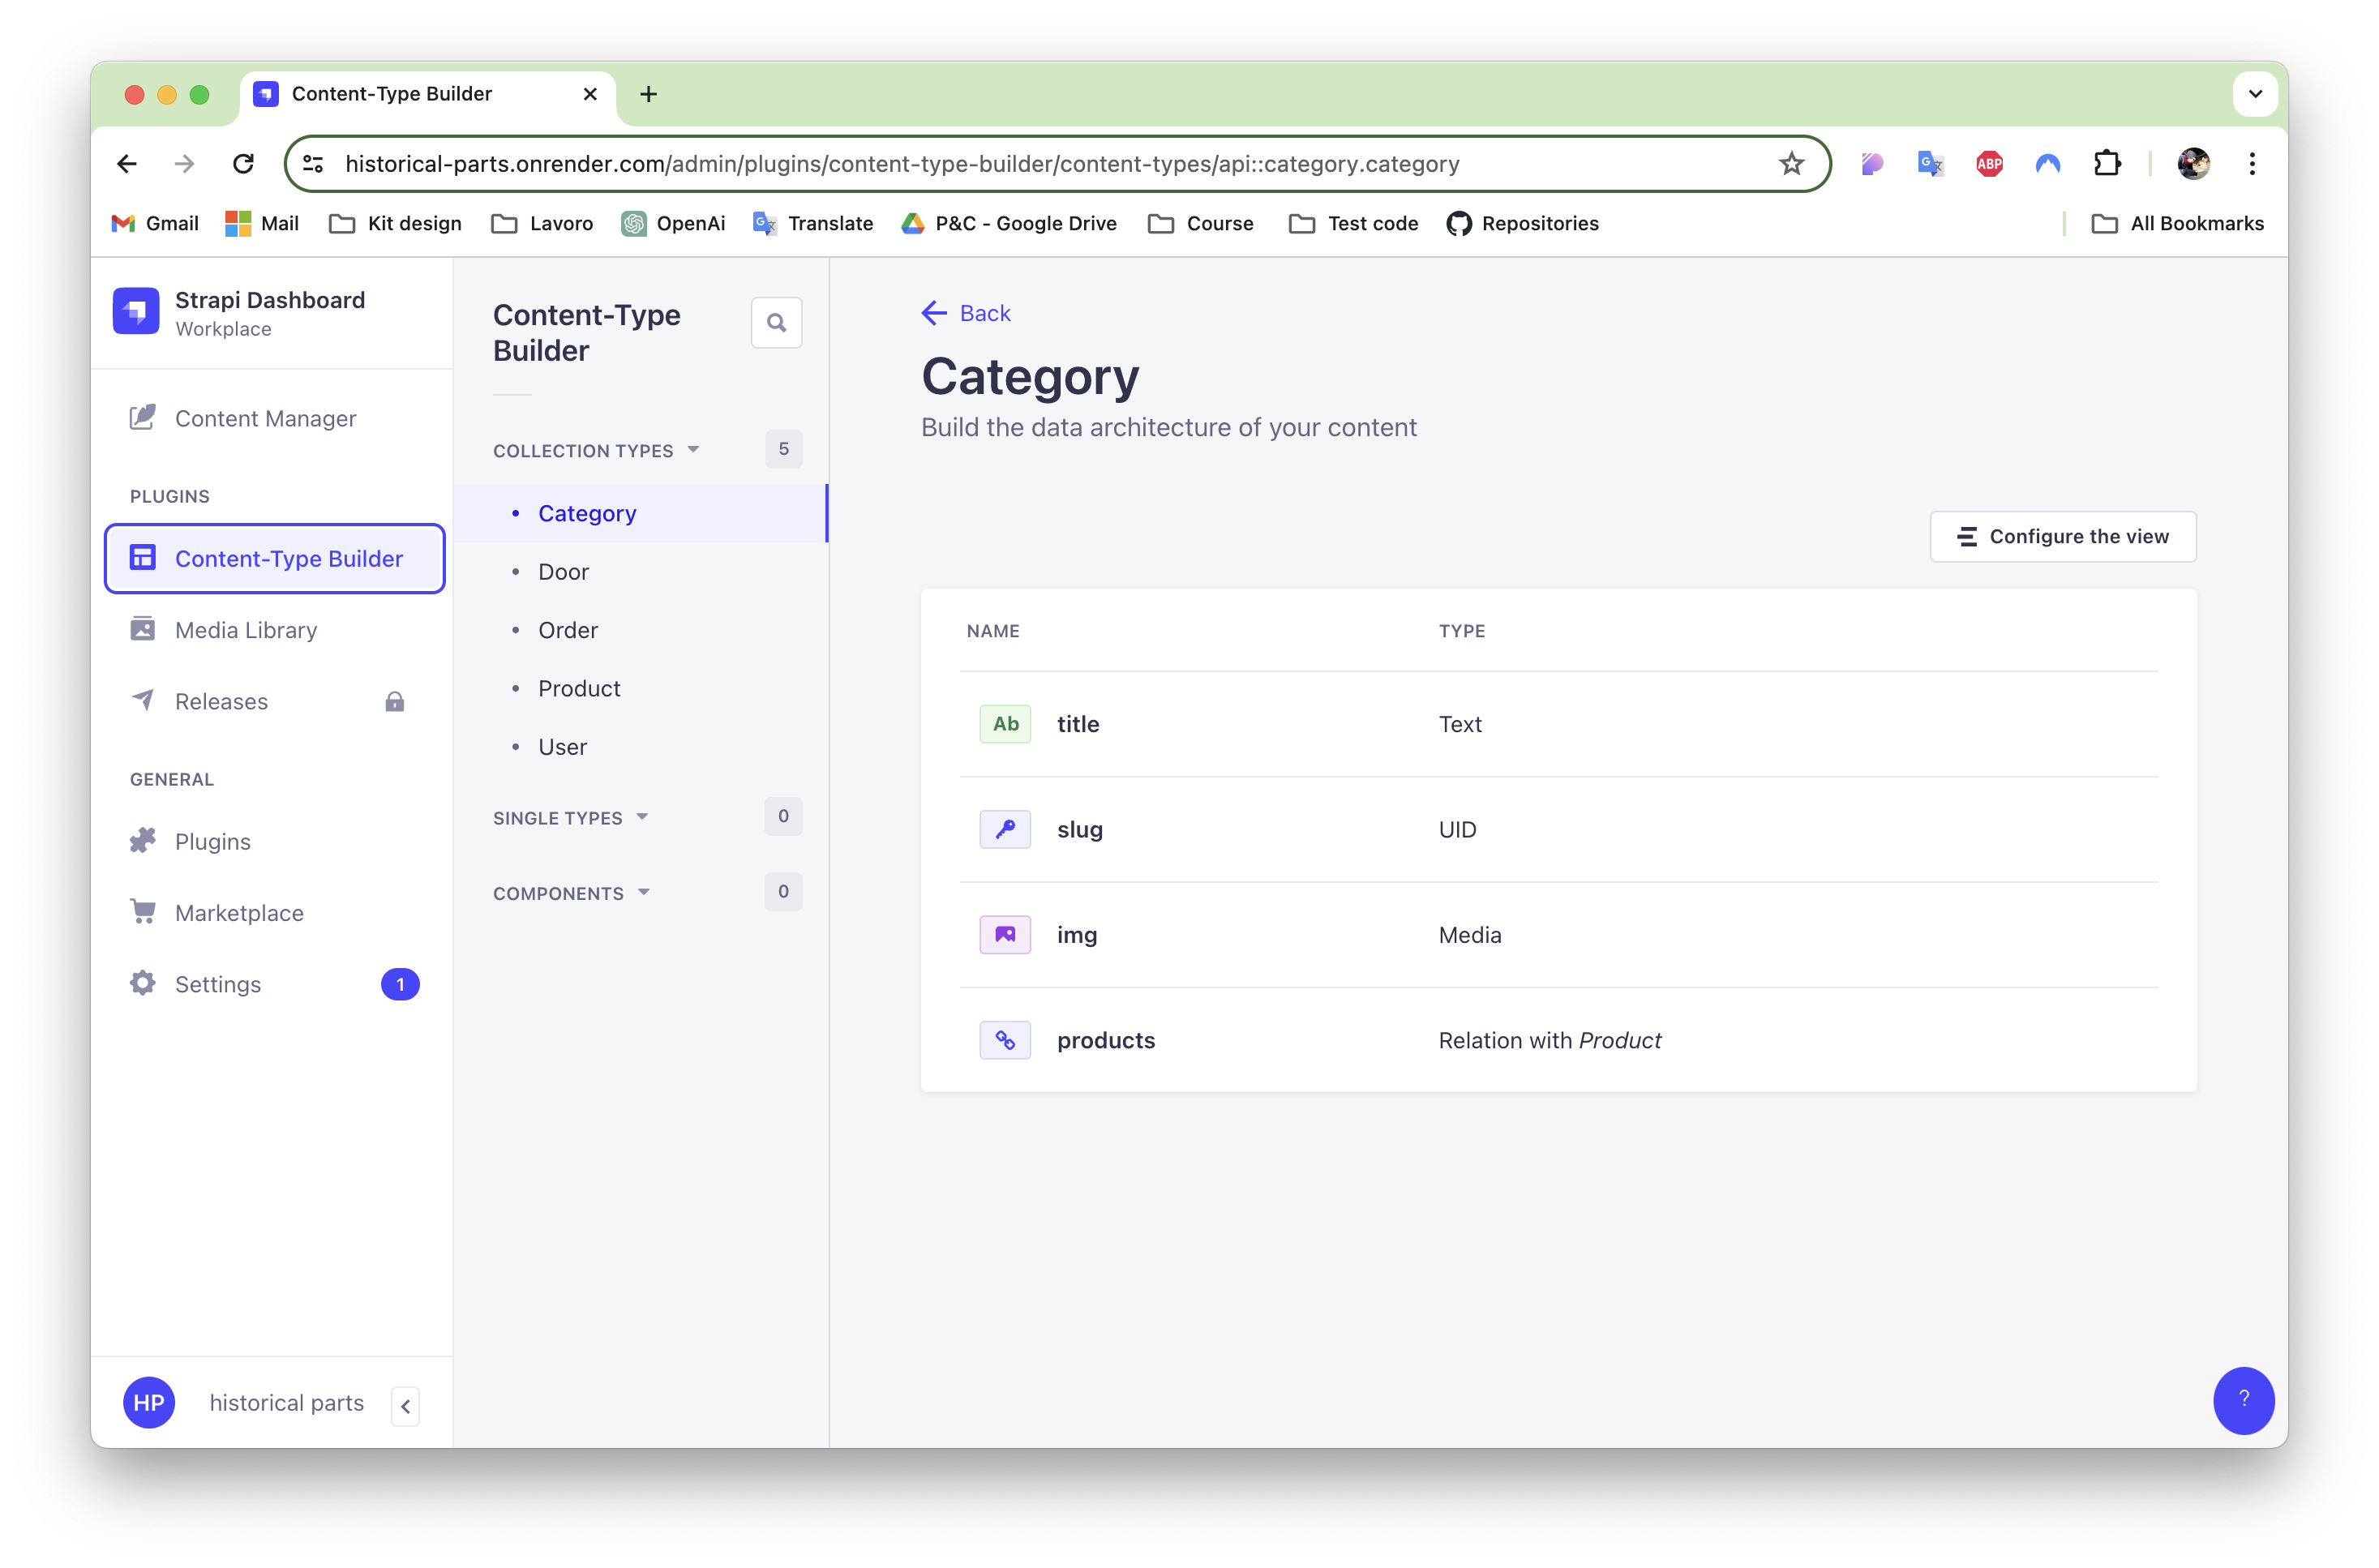 Content-Type Builder
historical-parts.onrender.com/admin/plugins/content-type-builder/content-types/api::category.category
ABP
Gmail
Mail
Kit design
Lavoro
OpenAi
Translate
P&C - Google Drive
Course
Test code
Repositories
All Bookmarks
Strapi Dashboard
Workplace
Content Manager
PLUGINS
Content-Type Builder
Media Library
Releases
GENERAL
Plugins
Marketplace
Settings
1
HP
historical parts
Content-Type
Builder
COLLECTION TYPES
5
Category
Door
Order
Product
User
SINGLE TYPES
0
COMPONENTS
0
Back
Category
Build the data architecture of your content
Configure the view
NAME TYPE
Ab title Text
slug UID
img Media
products Relation with Product
?